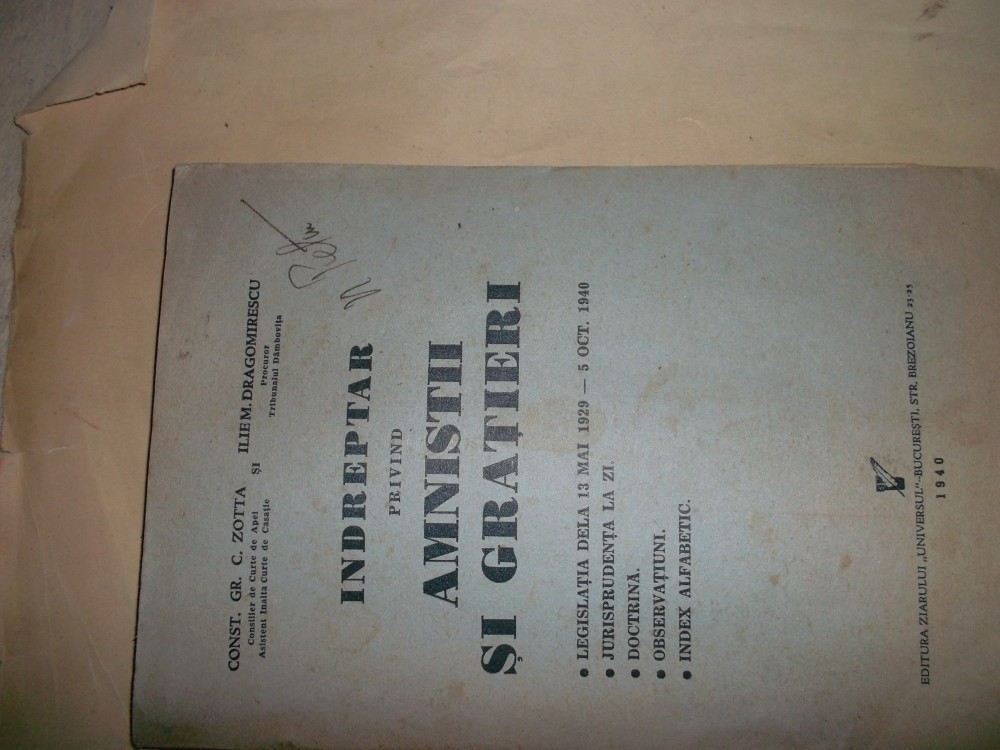 CONST. GR. C. ZOTTA
Consilier de Curte de Apel
Asistent Inalta Curte de Casație
ȘI
ILIE M. DRAGOMIRESCU
Procuror
Tribunalul Dâmbovița
INDREPTAR
PRIVIND
AMNISTII
ȘI GRAȚIERI
• LEGISLAȚIA DELA 13 MAI 1929 — 5 OCT. 1940
• JURISPRUDENȚA LA ZI.
• DOCTRINĂ.
• OBSERVAȚIUNI.
• INDEX ALFABETIC.
EDITURA ZIARULUI „UNIVERSUL"-BUCUREȘTI, STR. BREZOIANU 23-25
1940